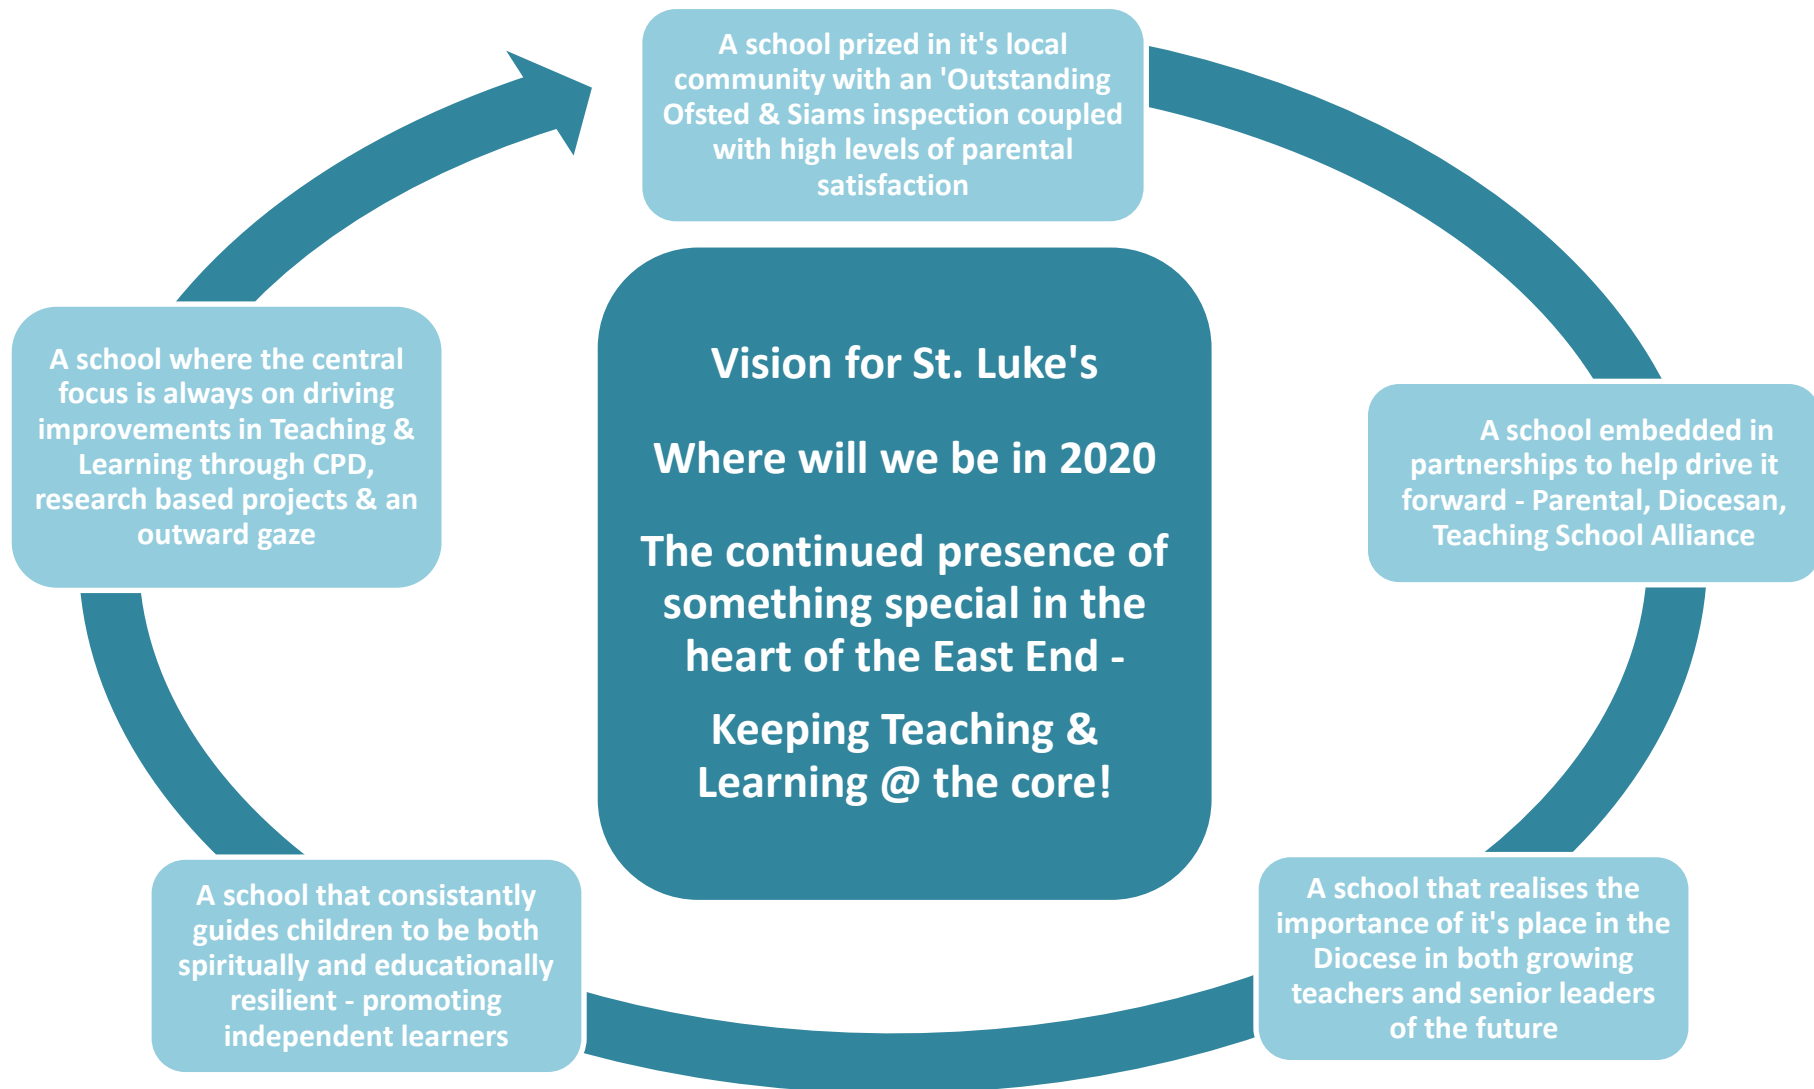 A school prized in it's local
community with an 'Outstanding
Ofsted & Siams inspection coupled
with high levels of parental
satisfaction
A school embedded in
partnerships to help drive it
forward - Parental, Diocesan,
Teaching School Alliance
A school that realises the
importance of it's place in the
Diocese in both growing
teachers and senior leaders
of the future
A school that consistantly
guides children to be both
spiritually and educationally
resilient - promoting
independent learners
A school where the central
focus is always on driving
improvements in Teaching &
Learning through CPD,
research based projects & an
outward gaze
Vision for St. Luke's
Where will we be in 2020
The continued presence of
something special in the
heart of the East End -
Keeping Teaching &
Learning @ the core!